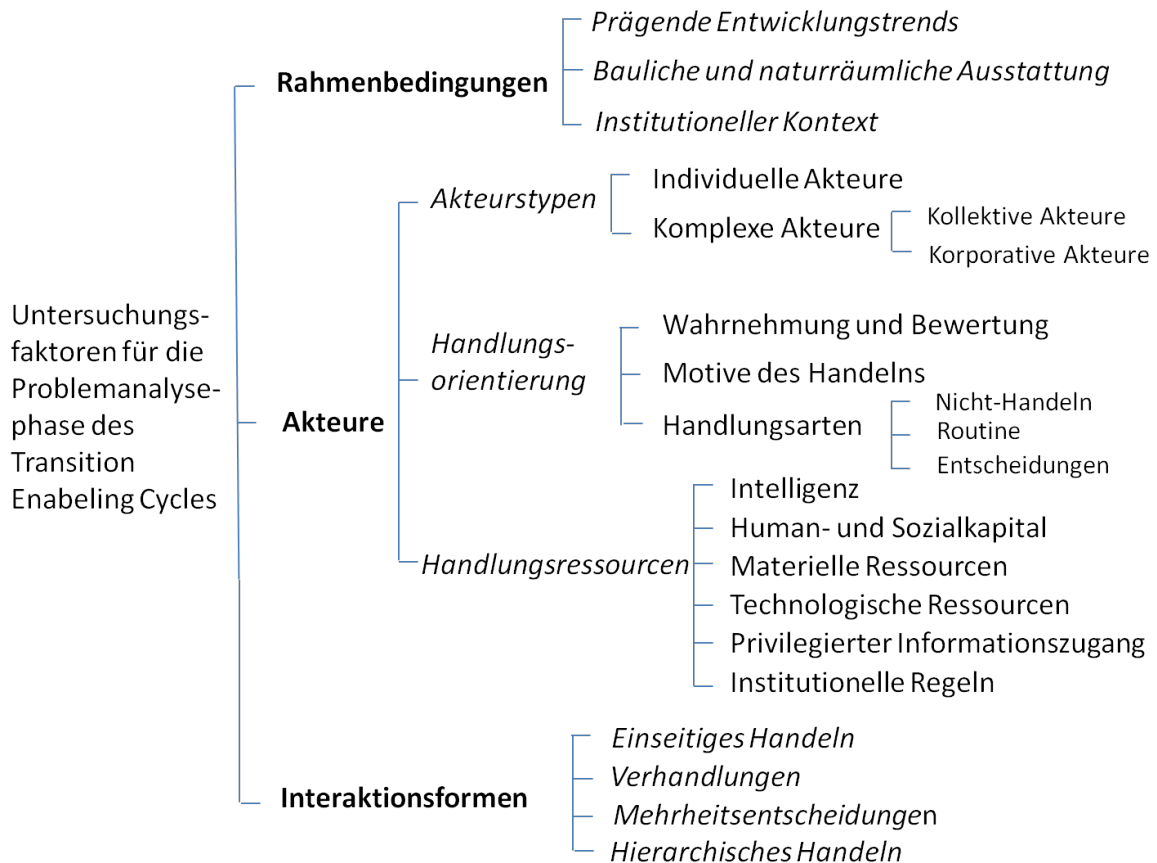 Untersuchungs-
faktoren für die
Problemanalyse-
phase des
Transition
Enabeling Cycles
Rahmenbedingungen
Prägende Entwicklungstrends
Bauliche und naturräumliche Ausstattung
Institutioneller Kontext
Akteure
Akteurstypen
Individuelle Akteure
Komplexe Akteure
Kollektive Akteure
Korporative Akteure
Handlungs-
orientierung
Wahrnehmung und Bewertung
Motive des Handelns
Handlungsarten
Nicht-Handeln
Routine
Entscheidungen
Handlungsressourcen
Intelligenz
Human- und Sozialkapital
Materielle Ressourcen
Technologische Ressourcen
Privilegierter Informationszugang
Institutionelle Regeln
Interaktionsformen
Einseitiges Handeln
Verhandlungen
Mehrheitsentscheidungen
Hierarchisches Handeln